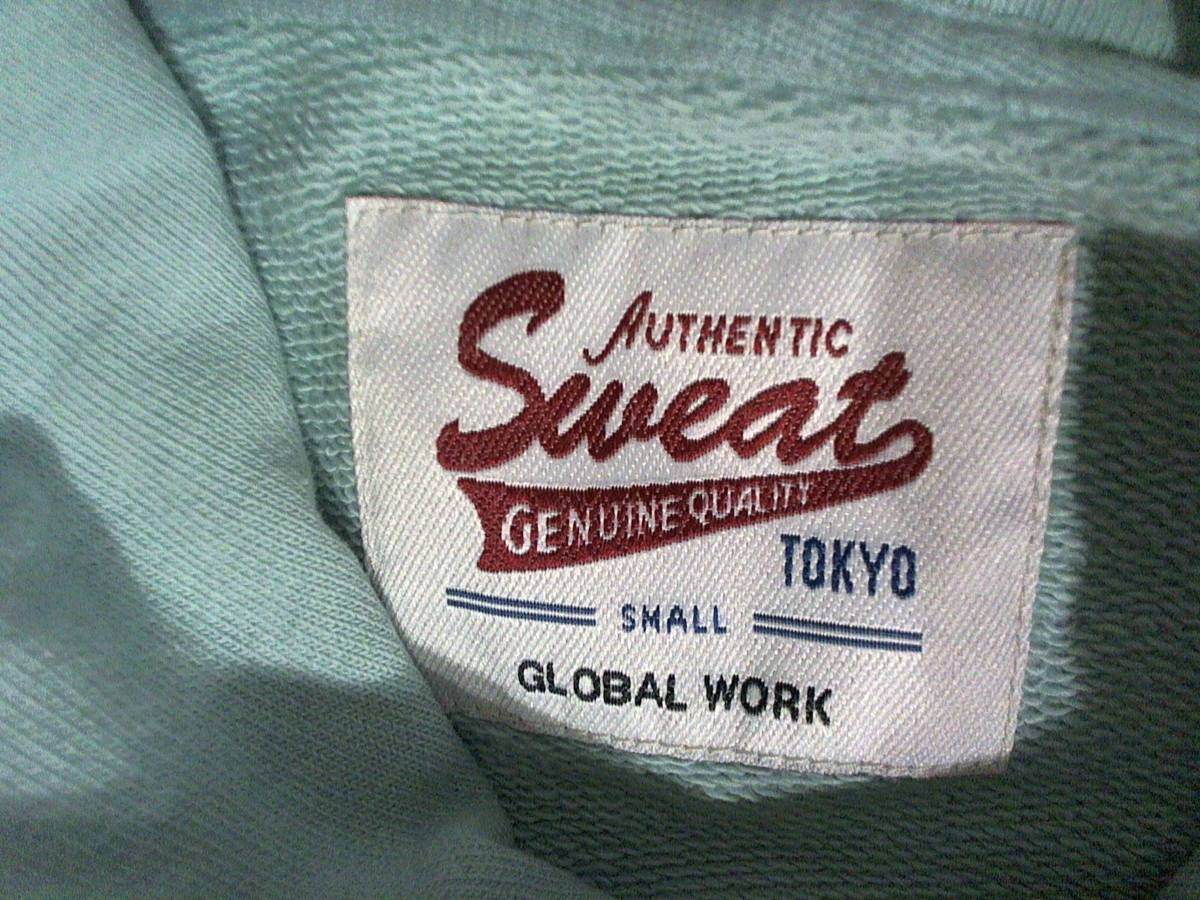 AUTHENTIC
Sweat
GENUINE QUALITY
TOKYO
SMALL
GLOBAL WORK